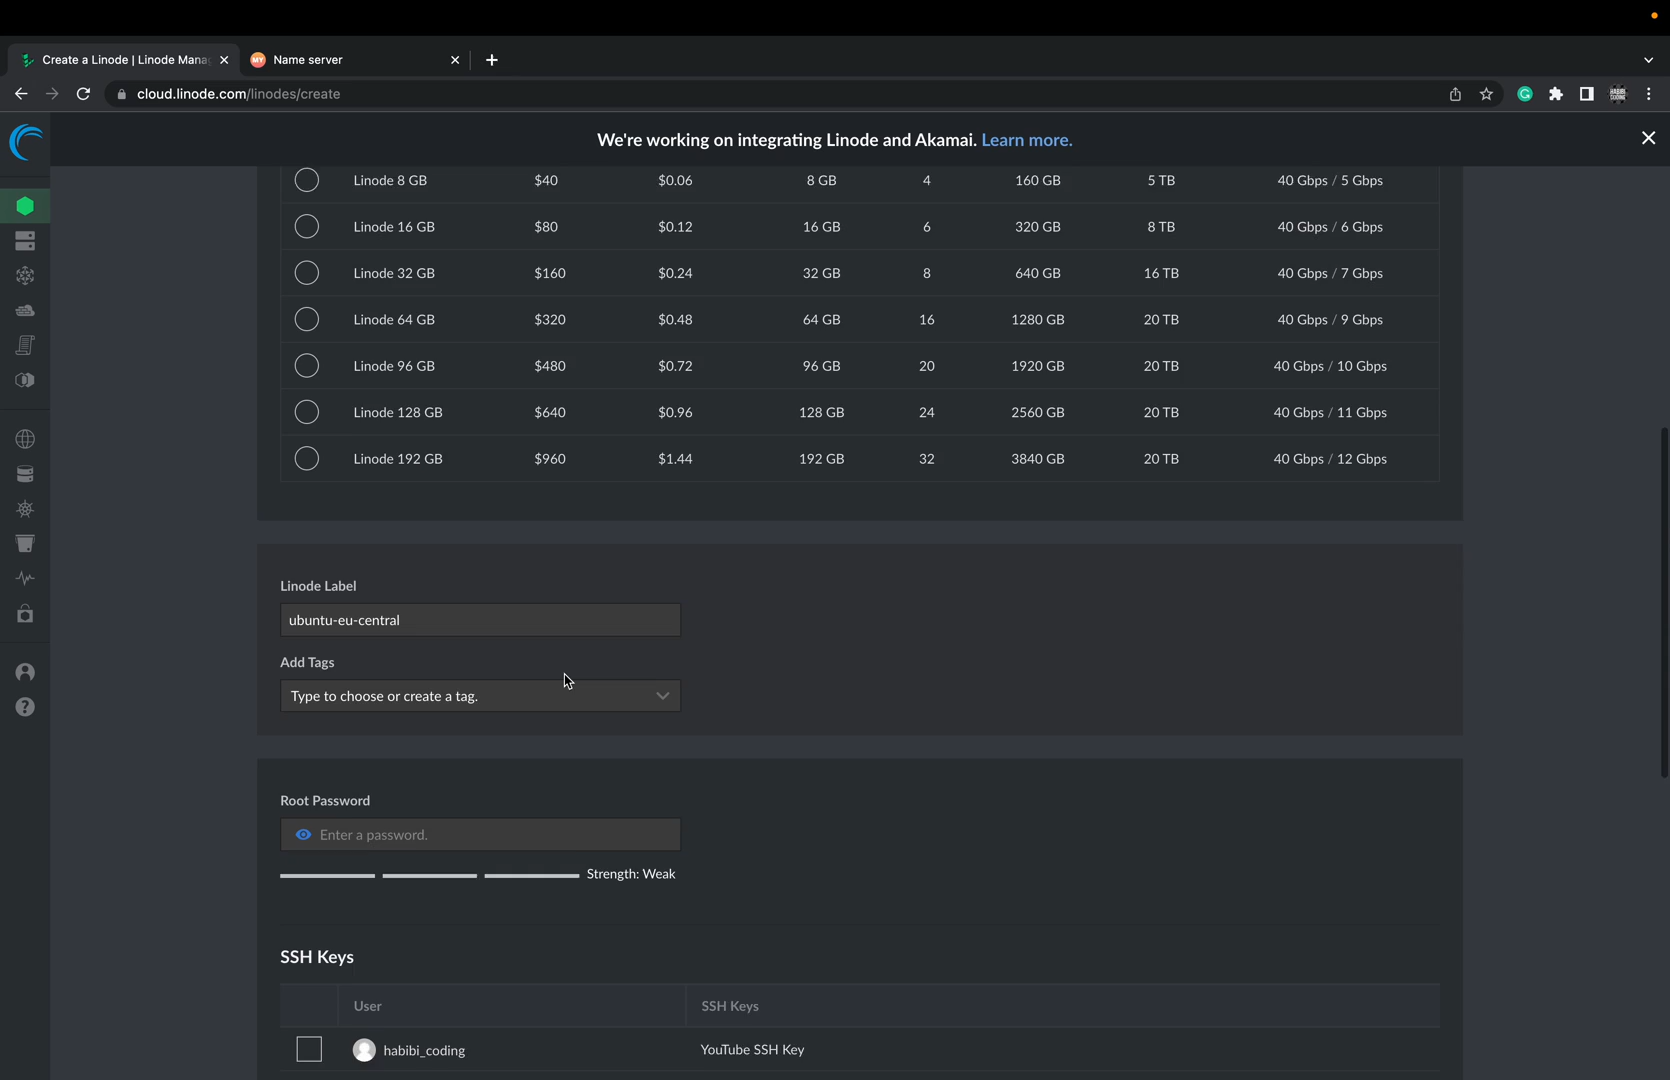 Create a Linode | Linode Mana
Name server
cloud.linode.com/linodes/create
We're working on integrating Linode and Akamai. Learn more.
Linode 8 GB $40 $0.06 8 GB 4 160 GB 5 TB 40 Gbps / 5 Gbps
Linode 16 GB $80 $0.12 16 GB 6 320 GB 8 TB 40 Gbps / 6 Gbps
Linode 32 GB $160 $0.24 32 GB 8 640 GB 16 TB 40 Gbps / 7 Gbps
Linode 64 GB $320 $0.48 64 GB 16 1280 GB 20 TB 40 Gbps / 9 Gbps
Linode 96 GB $480 $0.72 96 GB 20 1920 GB 20 TB 40 Gbps / 10 Gbps
Linode 128 GB $640 $0.96 128 GB 24 2560 GB 20 TB 40 Gbps / 11 Gbps
Linode 192 GB $960 $1.44 192 GB 32 3840 GB 20 TB 40 Gbps / 12 Gbps
Linode Label
ubuntu-eu-central
Add Tags
Type to choose or create a tag.
Root Password
Enter a password.
Strength: Weak
SSH Keys
User SSH Keys
habibi_coding YouTube SSH Key